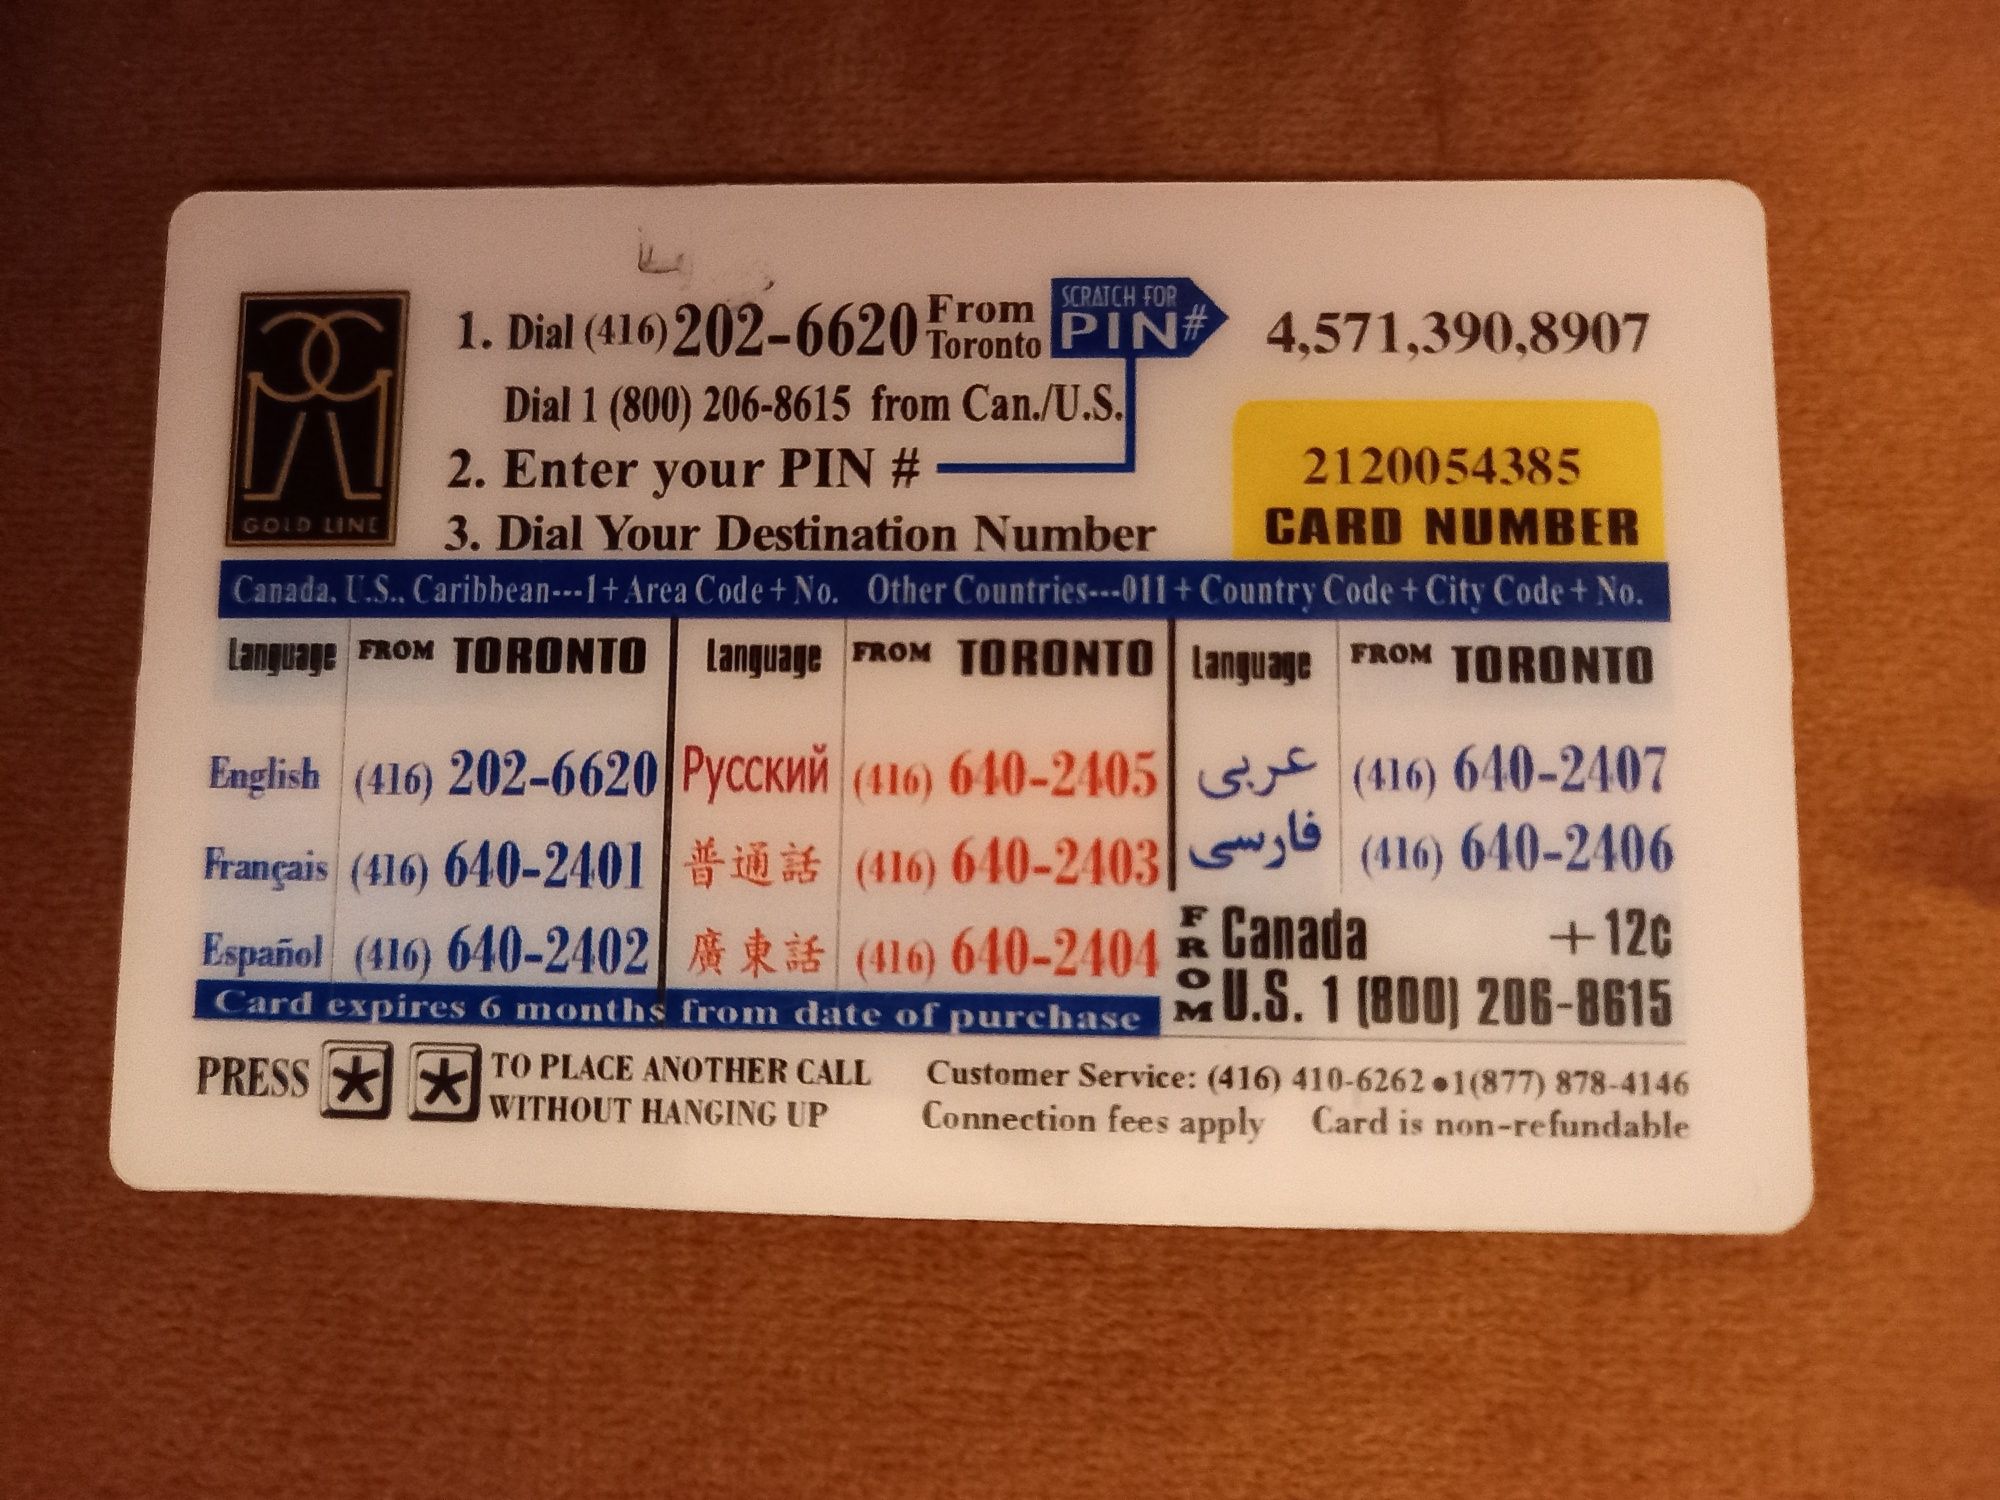 GOLD LINE
1. Dial (416) 202-6620 From Toronto
SCRATCH FOR
PIN#
4,571,390,8907
Dial 1 (800) 206-8615 from Can./U.S.
2. Enter your PIN #
3. Dial Your Destination Number
2120054385
CARD NUMBER
Canada, U.S., Caribbean---1+Area Code+No. Other Countries---011+Country Code+City Code+No.
Language FROM TORONTO Language FROM TORONTO Language FROM TORONTO
English (416) 202-6620 Русский (416) 640-2405 عربي (416) 640-2407
Français (416) 640-2401 普通話 (416) 640-2403 فارسی (416) 640-2406
Español (416) 640-2402 廣東話 (416) 640-2404
FROM
Canada +12¢
U.S. 1 (800) 206-8615
Card expires 6 months from date of purchase
PRESS * * TO PLACE ANOTHER CALL
WITHOUT HANGING UP
Customer Service: (416) 410-6262●1(877) 878-4146
Connection fees apply Card is non-refundable